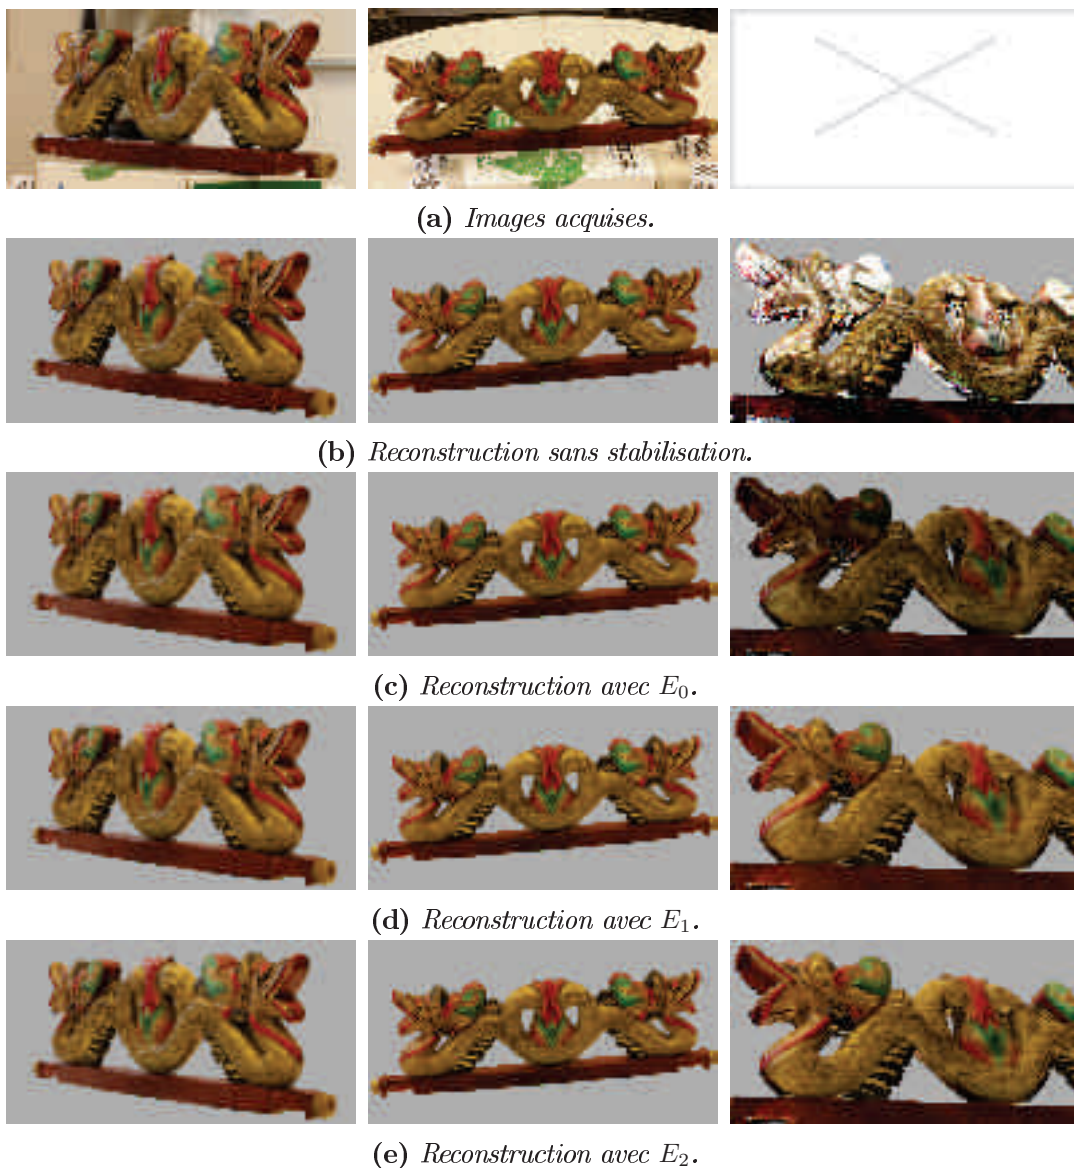 (a) Images acquises.
(b) Reconstruction sans stabilisation.
(c) Reconstruction avec E₀.
(d) Reconstruction avec E₁.
(e) Reconstruction avec E₂.